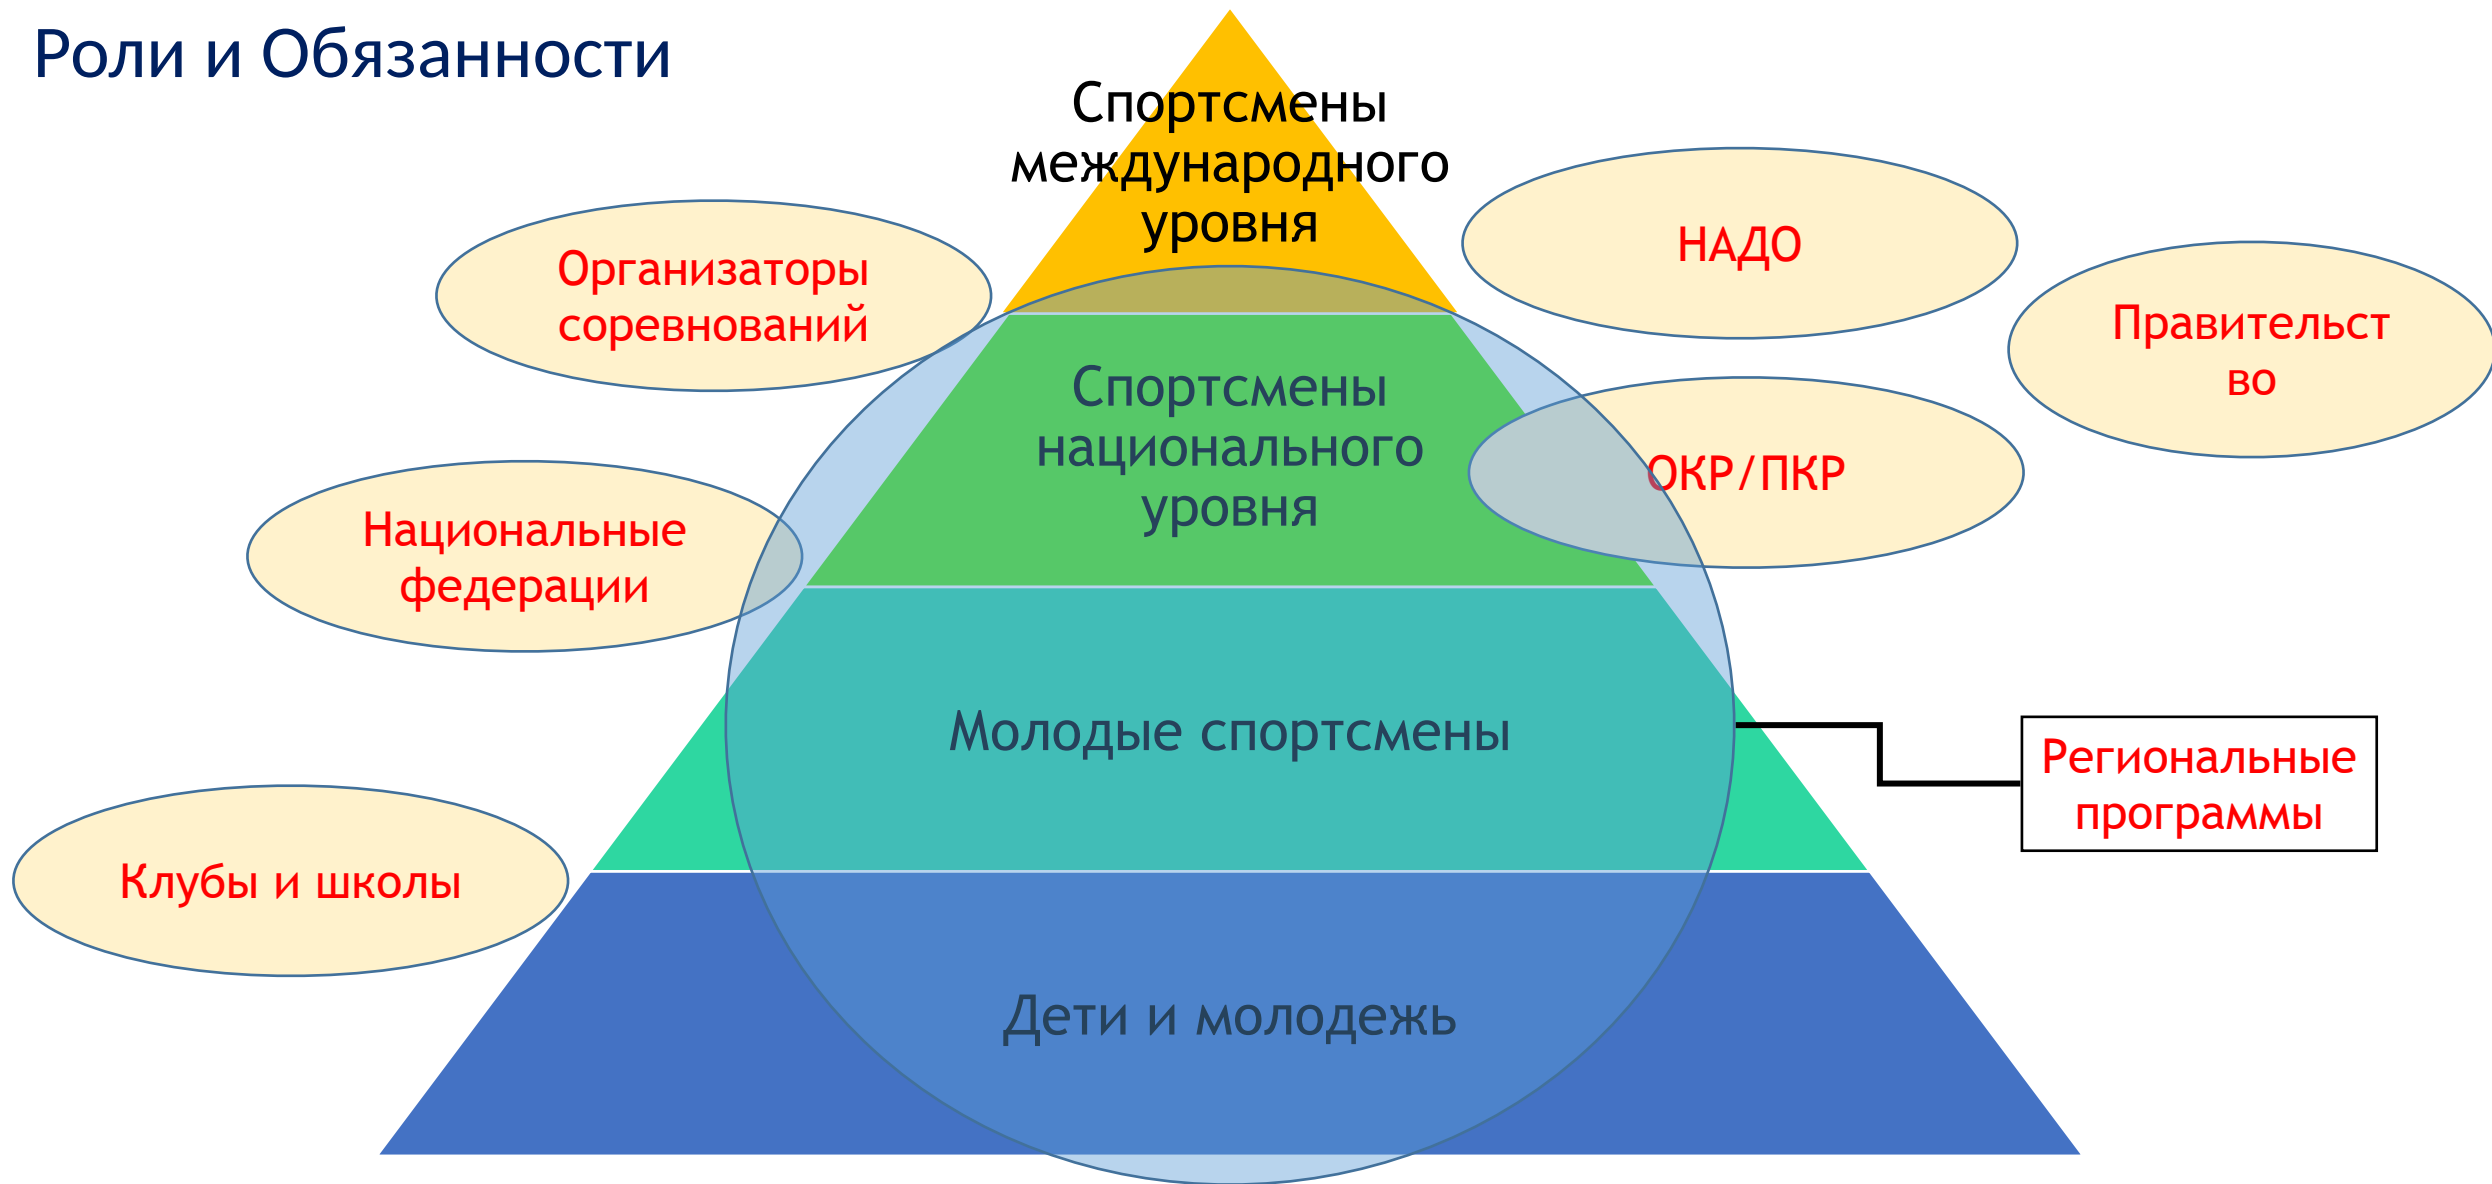 Роли и Обязанности
Спортсмены
международного
уровня
Организаторы
соревнований
НАДО
Правительст
во
Спортсмены
национального
уровня
ОКР/ПКР
Национальные
федерации
Молодые спортсмены
Региональные
программы
Клубы и школы
Дети и молодежь